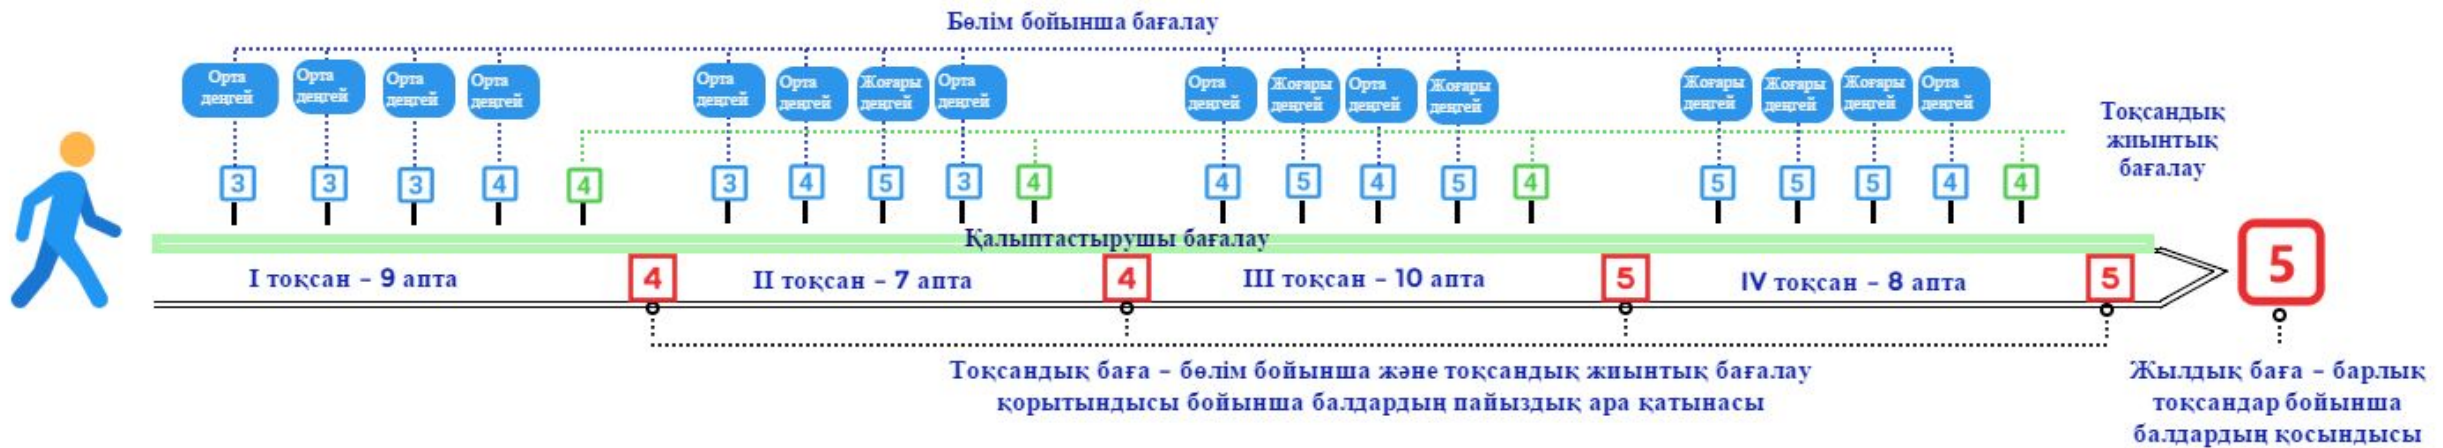 Бөлім бойынша бағалау
Орта
деңгей
Орта
деңгей
Орта
деңгей
Орта
деңгей
Орта
деңгей
Орта
деңгей
Жоғары
деңгей
Орта
деңгей
Орта
деңгей
Жоғары
деңгей
Орта
деңгей
Жоғары
деңгей
Жоғары
деңгей
Жоғары
деңгей
Жоғары
деңгей
Орта
деңгей
Тоқсандық
жиынтық
бағалау
3 3 3 4 4 3 4 5 3 4 4 5 4 5 4 5 5 5 4 4
Қалыптастырушы бағалау
I тоқсан – 9 апта 4 II тоқсан – 7 апта 4 III тоқсан – 10 апта 5 IV тоқсан – 8 апта 5 5
Тоқсандық баға – бөлім бойынша және тоқсандық жиынтық бағалау
қорытындысы бойынша балдардың пайыздық ара қатынасы
Жылдық баға – барлық
тоқсандар бойынша
балдардың қосындысы